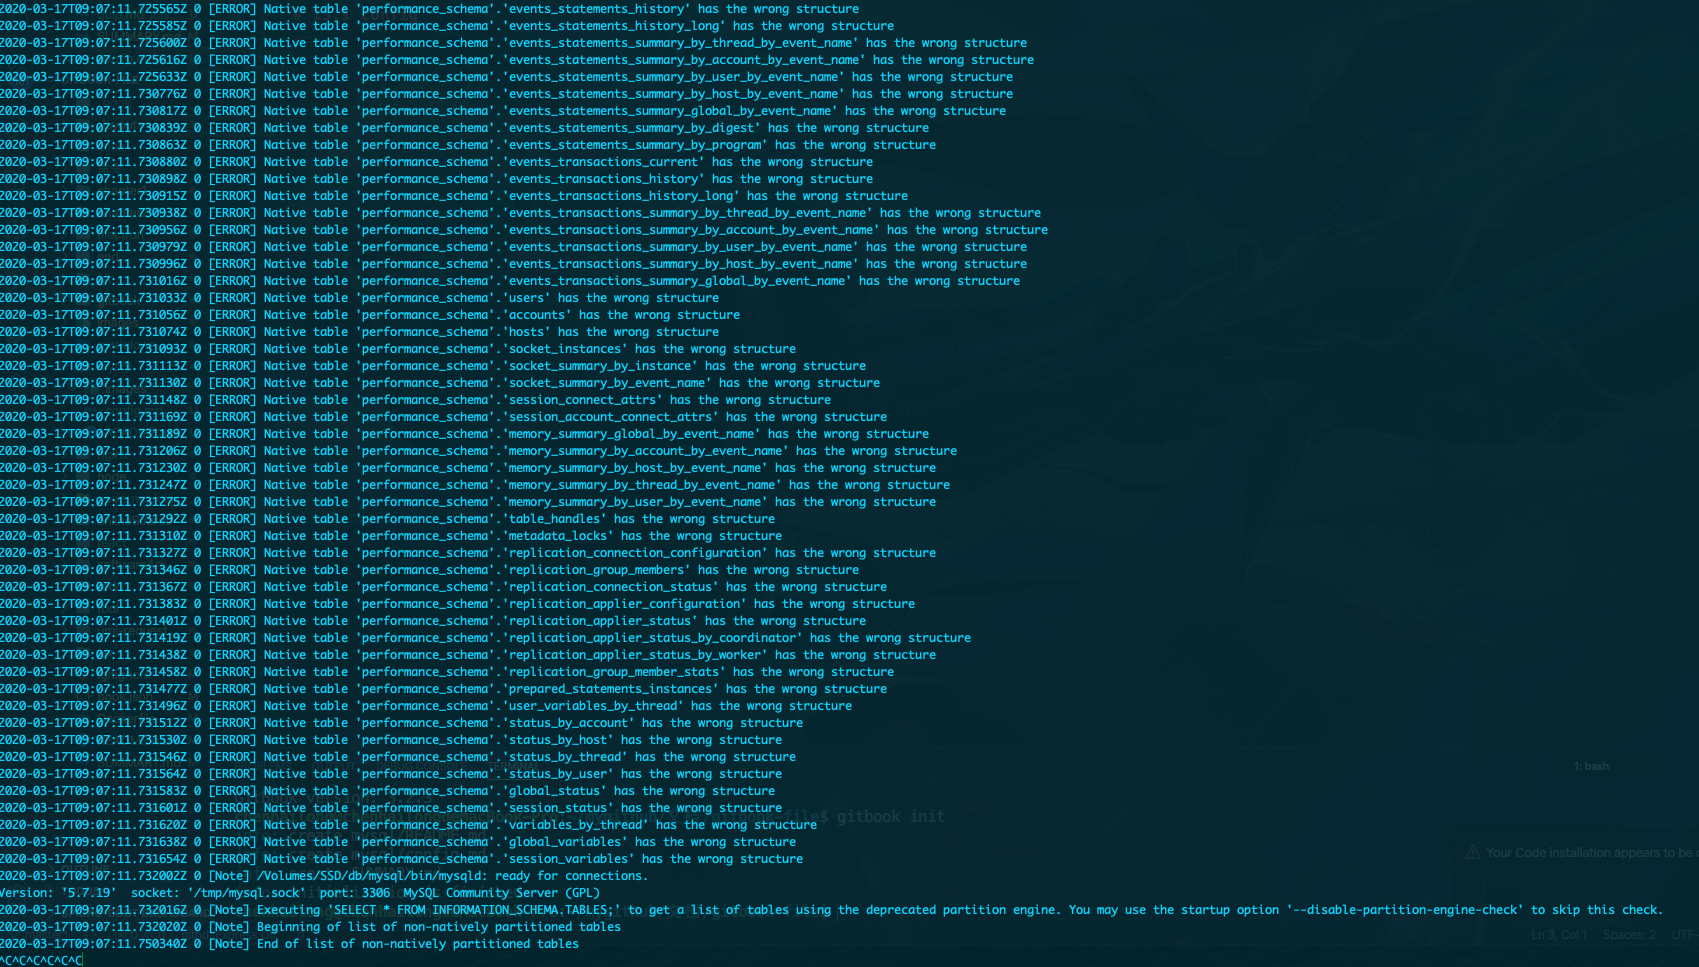 2020-03-17T09:07:11.725565Z 0 [ERROR] Native table 'performance_schema'.'events_statements_history' has the wrong structure
2020-03-17T09:07:11.725585Z 0 [ERROR] Native table 'performance_schema'.'events_statements_history_long' has the wrong structure
2020-03-17T09:07:11.725600Z 0 [ERROR] Native table 'performance_schema'.'events_statements_summary_by_thread_by_event_name' has the wrong structure
2020-03-17T09:07:11.725616Z 0 [ERROR] Native table 'performance_schema'.'events_statements_summary_by_account_by_event_name' has the wrong structure
2020-03-17T09:07:11.725633Z 0 [ERROR] Native table 'performance_schema'.'events_statements_summary_by_user_by_event_name' has the wrong structure
2020-03-17T09:07:11.730776Z 0 [ERROR] Native table 'performance_schema'.'events_statements_summary_by_host_by_event_name' has the wrong structure
2020-03-17T09:07:11.730817Z 0 [ERROR] Native table 'performance_schema'.'events_statements_summary_global_by_event_name' has the wrong structure
2020-03-17T09:07:11.730839Z 0 [ERROR] Native table 'performance_schema'.'events_statements_summary_by_digest' has the wrong structure
2020-03-17T09:07:11.730863Z 0 [ERROR] Native table 'performance_schema'.'events_statements_summary_by_program' has the wrong structure
2020-03-17T09:07:11.730880Z 0 [ERROR] Native table 'performance_schema'.'events_transactions_current' has the wrong structure
2020-03-17T09:07:11.730898Z 0 [ERROR] Native table 'performance_schema'.'events_transactions_history' has the wrong structure
2020-03-17T09:07:11.730915Z 0 [ERROR] Native table 'performance_schema'.'events_transactions_history_long' has the wrong structure
2020-03-17T09:07:11.730938Z 0 [ERROR] Native table 'performance_schema'.'events_transactions_summary_by_thread_by_event_name' has the wrong structure
2020-03-17T09:07:11.730956Z 0 [ERROR] Native table 'performance_schema'.'events_transactions_summary_by_account_by_event_name' has the wrong structure
2020-03-17T09:07:11.730979Z 0 [ERROR] Native table 'performance_schema'.'events_transactions_summary_by_user_by_event_name' has the wrong structure
2020-03-17T09:07:11.730996Z 0 [ERROR] Native table 'performance_schema'.'events_transactions_summary_by_host_by_event_name' has the wrong structure
2020-03-17T09:07:11.731016Z 0 [ERROR] Native table 'performance_schema'.'events_transactions_summary_global_by_event_name' has the wrong structure
2020-03-17T09:07:11.731033Z 0 [ERROR] Native table 'performance_schema'.'users' has the wrong structure
2020-03-17T09:07:11.731056Z 0 [ERROR] Native table 'performance_schema'.'accounts' has the wrong structure
2020-03-17T09:07:11.731074Z 0 [ERROR] Native table 'performance_schema'.'hosts' has the wrong structure
2020-03-17T09:07:11.731093Z 0 [ERROR] Native table 'performance_schema'.'socket_instances' has the wrong structure
2020-03-17T09:07:11.731113Z 0 [ERROR] Native table 'performance_schema'.'socket_summary_by_instance' has the wrong structure
2020-03-17T09:07:11.731130Z 0 [ERROR] Native table 'performance_schema'.'socket_summary_by_event_name' has the wrong structure
2020-03-17T09:07:11.731148Z 0 [ERROR] Native table 'performance_schema'.'session_connect_attrs' has the wrong structure
2020-03-17T09:07:11.731169Z 0 [ERROR] Native table 'performance_schema'.'session_account_connect_attrs' has the wrong structure
2020-03-17T09:07:11.731189Z 0 [ERROR] Native table 'performance_schema'.'memory_summary_global_by_event_name' has the wrong structure
2020-03-17T09:07:11.731206Z 0 [ERROR] Native table 'performance_schema'.'memory_summary_by_account_by_event_name' has the wrong structure
2020-03-17T09:07:11.731230Z 0 [ERROR] Native table 'performance_schema'.'memory_summary_by_host_by_event_name' has the wrong structure
2020-03-17T09:07:11.731247Z 0 [ERROR] Native table 'performance_schema'.'memory_summary_by_thread_by_event_name' has the wrong structure
2020-03-17T09:07:11.731275Z 0 [ERROR] Native table 'performance_schema'.'memory_summary_by_user_by_event_name' has the wrong structure
2020-03-17T09:07:11.731292Z 0 [ERROR] Native table 'performance_schema'.'table_handles' has the wrong structure
2020-03-17T09:07:11.731310Z 0 [ERROR] Native table 'performance_schema'.'metadata_locks' has the wrong structure
2020-03-17T09:07:11.731327Z 0 [ERROR] Native table 'performance_schema'.'replication_connection_configuration' has the wrong structure
2020-03-17T09:07:11.731346Z 0 [ERROR] Native table 'performance_schema'.'replication_group_members' has the wrong structure
2020-03-17T09:07:11.731367Z 0 [ERROR] Native table 'performance_schema'.'replication_connection_status' has the wrong structure
2020-03-17T09:07:11.731383Z 0 [ERROR] Native table 'performance_schema'.'replication_applier_configuration' has the wrong structure
2020-03-17T09:07:11.731401Z 0 [ERROR] Native table 'performance_schema'.'replication_applier_status' has the wrong structure
2020-03-17T09:07:11.731419Z 0 [ERROR] Native table 'performance_schema'.'replication_applier_status_by_coordinator' has the wrong structure
2020-03-17T09:07:11.731438Z 0 [ERROR] Native table 'performance_schema'.'replication_applier_status_by_worker' has the wrong structure
2020-03-17T09:07:11.731458Z 0 [ERROR] Native table 'performance_schema'.'replication_group_member_stats' has the wrong structure
2020-03-17T09:07:11.731477Z 0 [ERROR] Native table 'performance_schema'.'prepared_statements_instances' has the wrong structure
2020-03-17T09:07:11.731496Z 0 [ERROR] Native table 'performance_schema'.'user_variables_by_thread' has the wrong structure
2020-03-17T09:07:11.731512Z 0 [ERROR] Native table 'performance_schema'.'status_by_account' has the wrong structure
2020-03-17T09:07:11.731530Z 0 [ERROR] Native table 'performance_schema'.'status_by_host' has the wrong structure
2020-03-17T09:07:11.731546Z 0 [ERROR] Native table 'performance_schema'.'status_by_thread' has the wrong structure
2020-03-17T09:07:11.731564Z 0 [ERROR] Native table 'performance_schema'.'status_by_user' has the wrong structure
2020-03-17T09:07:11.731583Z 0 [ERROR] Native table 'performance_schema'.'global_status' has the wrong structure
2020-03-17T09:07:11.731601Z 0 [ERROR] Native table 'performance_schema'.'session_status' has the wrong structure
2020-03-17T09:07:11.731620Z 0 [ERROR] Native table 'performance_schema'.'variables_by_thread' has the wrong structure
2020-03-17T09:07:11.731638Z 0 [ERROR] Native table 'performance_schema'.'global_variables' has the wrong structure
2020-03-17T09:07:11.731654Z 0 [ERROR] Native table 'performance_schema'.'session_variables' has the wrong structure
2020-03-17T09:07:11.732002Z 0 [Note] /Volumes/SSD/db/mysql/bin/mysqld: ready for connections.
Version: '5.7.19'  socket: '/tmp/mysql.sock'  port: 3306  MySQL Community Server (GPL)
2020-03-17T09:07:11.732016Z 0 [Note] Executing 'SELECT * FROM INFORMATION_SCHEMA.TABLES;' to get a list of tables using the deprecated partition engine. You may use the startup option '--disable-partition-engine-check' to skip this check.
2020-03-17T09:07:11.732020Z 0 [Note] Beginning of list of non-natively partitioned tables
2020-03-17T09:07:11.750340Z 0 [Note] End of list of non-natively partitioned tables
^C^C^C^C^C^C
1: bash
gitbook init
Your Code installation appears to be
Ln 3, Col 1 Spaces: 2 UTF-